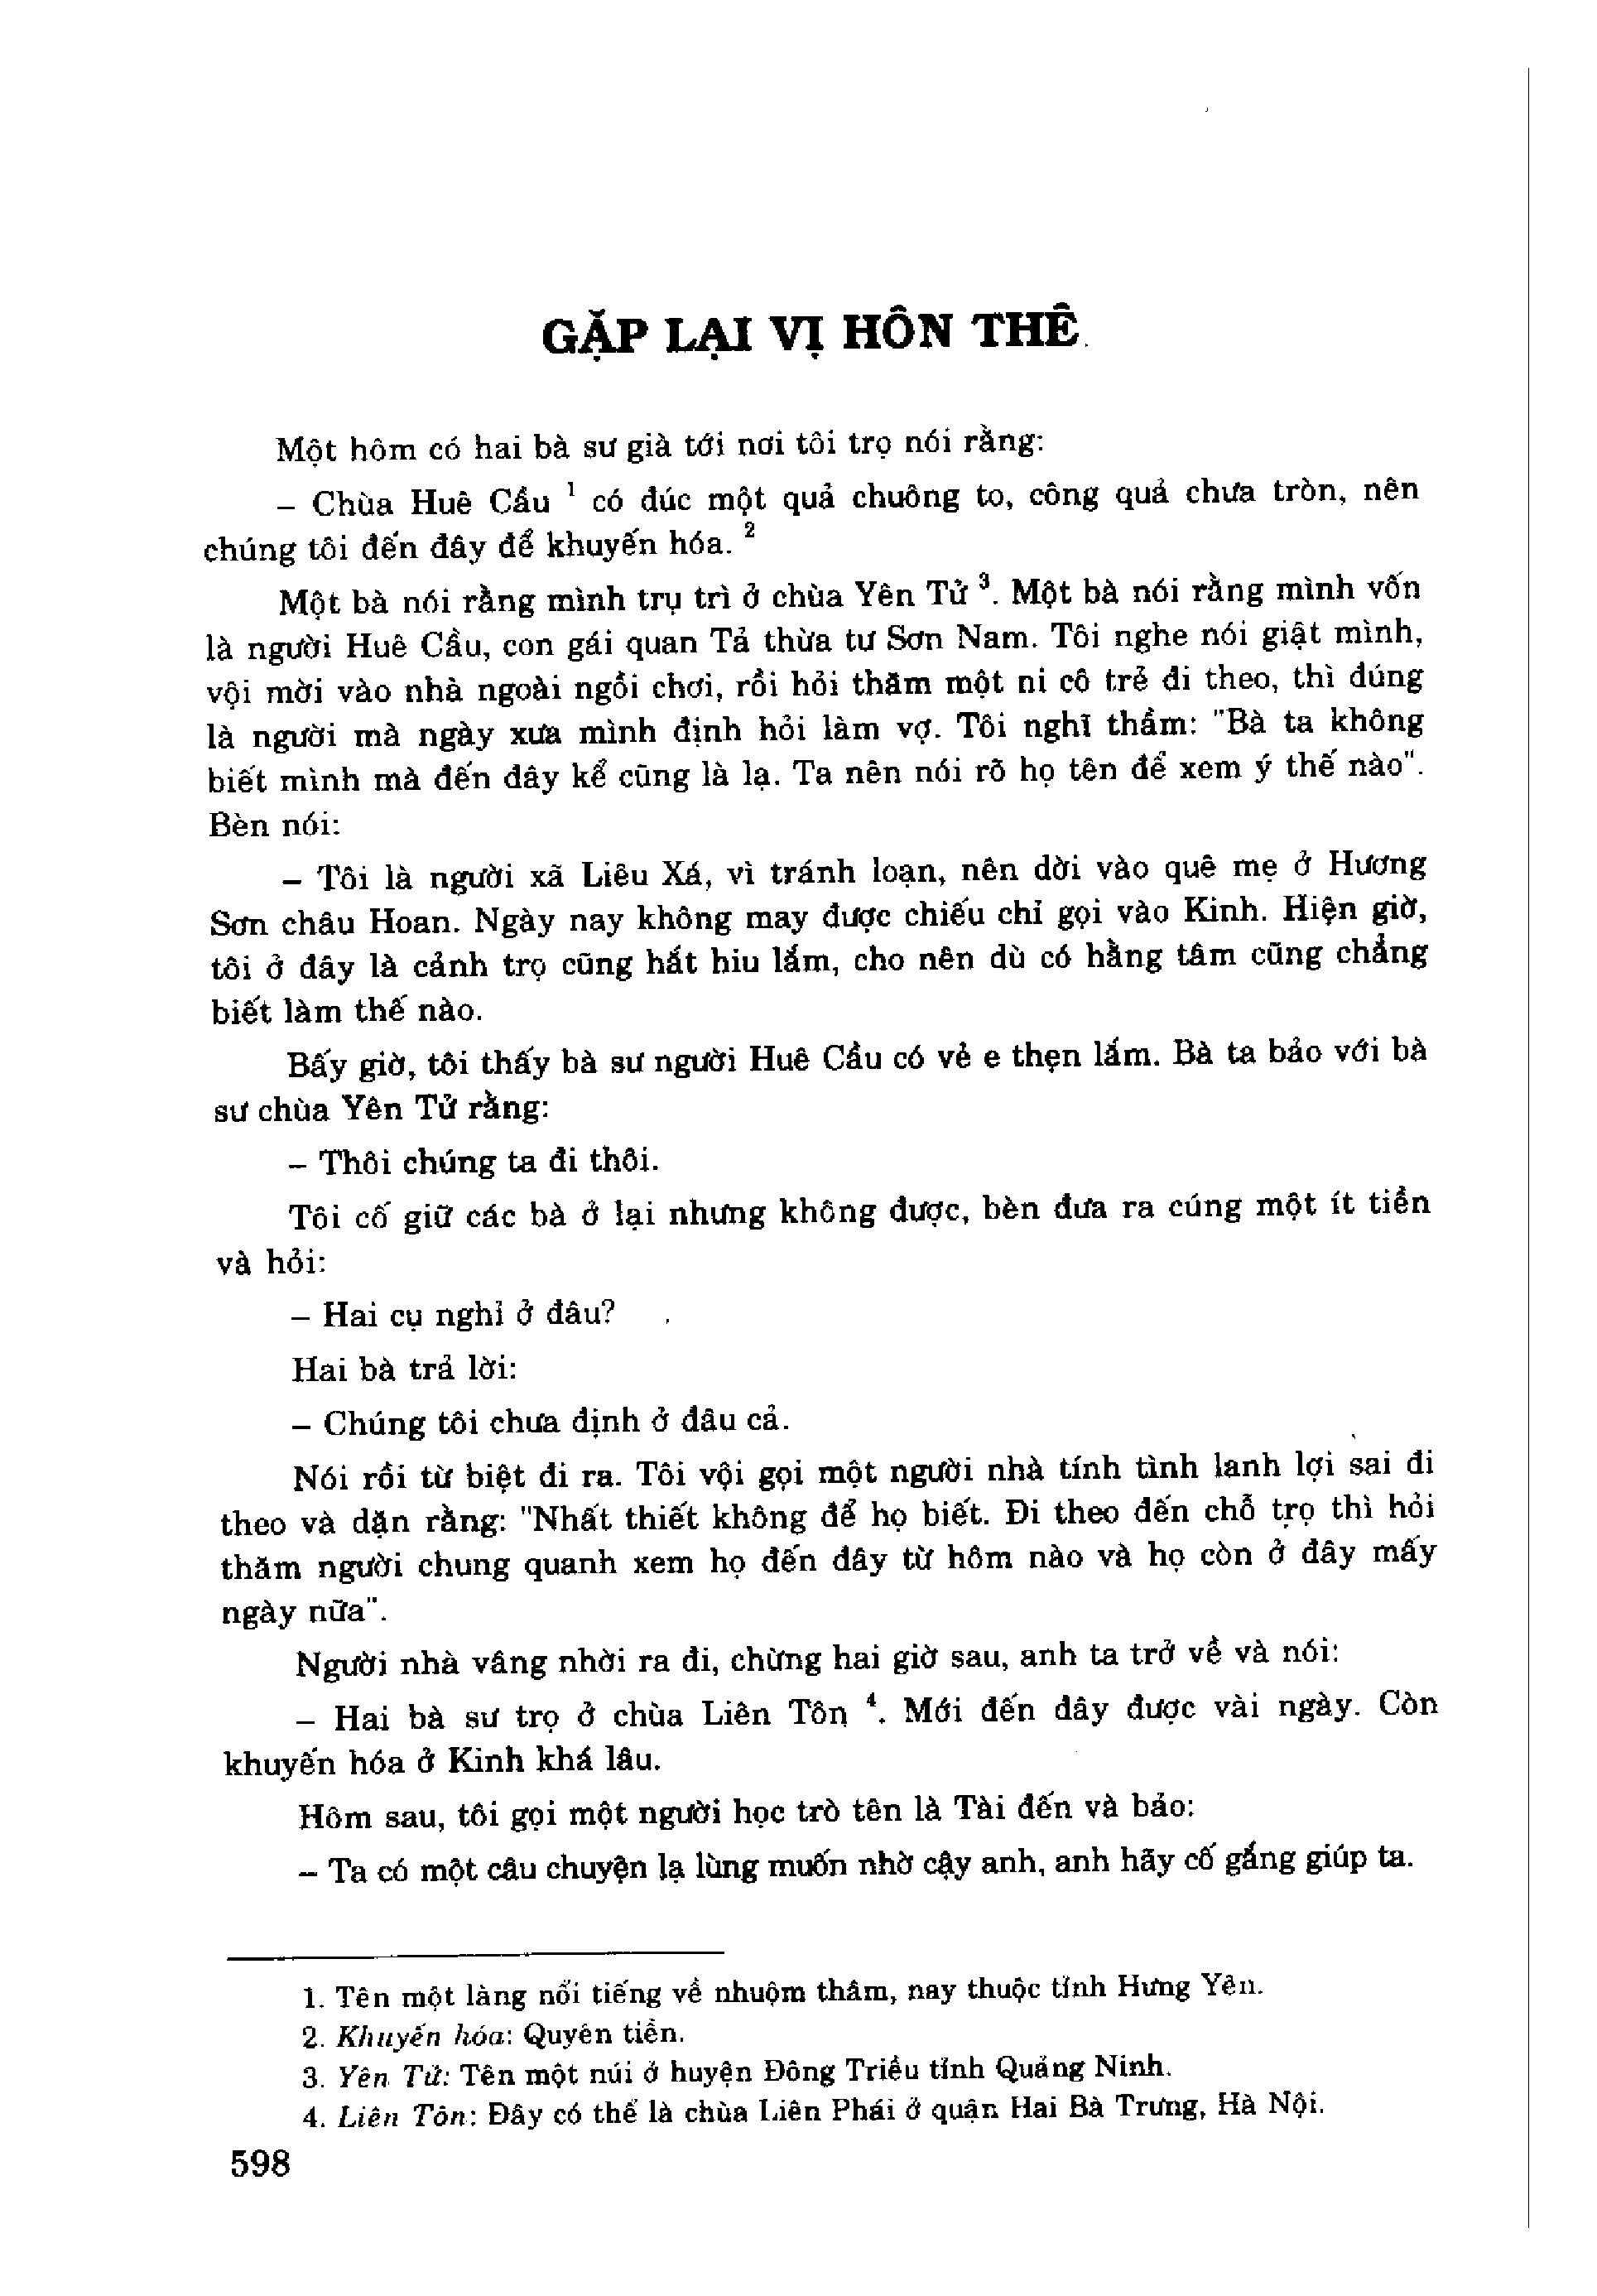 GẶP LẠI VỊ HÔN THÊ
Một hôm có hai bà sư già tới nơi tôi trọ nói rằng:
– Chùa Huê Cầu ¹ có đúc một quả chuông to, công quả chưa tròn, nên
chúng tôi đến đây để khuyến hóa. ²
Một bà nói rằng mình trụ trì ở chùa Yên Tử ³. Một bà nói rằng mình vốn
là người Huê Cầu, con gái quan Tả thừa tư Sơn Nam. Tôi nghe nói giật mình,
vội mời vào nhà ngoài ngồi chơi, rồi hỏi thăm một ni cô trẻ đi theo, thì đúng
là người mà ngày xưa mình định hỏi làm vợ. Tôi nghĩ thầm: "Bà ta không
biết mình mà đến đây kể cũng là lạ. Ta nên nói rõ họ tên để xem ý thế nào".
Bèn nói:
– Tôi là người xã Liêu Xá, vì tránh loạn, nên dời vào quê mẹ ở Hương
Sơn châu Hoan. Ngày nay không may được chiếu chỉ gọi vào Kinh. Hiện giờ,
tôi ở đây là cảnh trọ cũng hắt hiu lắm, cho nên dù có hằng tâm cũng chẳng
biết làm thế nào.
Bấy giờ, tôi thấy bà sư người Huê Cầu có vẻ e thẹn lắm. Bà ta bảo với bà
sư chùa Yên Tử rằng:
– Thôi chúng ta đi thôi.
Tôi cố giữ các bà ở lại nhưng không được, bèn đưa ra cúng một ít tiền
và hỏi:
– Hai cụ nghỉ ở đâu?
Hai bà trả lời:
– Chúng tôi chưa định ở đâu cả.
Nói rồi từ biệt đi ra. Tôi vội gọi một người nhà tính tình lanh lợi sai đi
theo và dặn rằng: "Nhất thiết không để họ biết. Đi theo đến chỗ trọ thì hỏi
thăm người chung quanh xem họ đến đây từ hôm nào và họ còn ở đây mấy
ngày nữa".
Người nhà vâng nhời ra đi, chừng hai giờ sau, anh ta trở về và nói:
– Hai bà sư trọ ở chùa Liên Tôn ⁴. Mới đến đây được vài ngày. Còn
khuyến hóa ở Kinh khá lâu.
Hôm sau, tôi gọi một người học trò tên là Tài đến và bảo:
– Ta có một câu chuyện lạ lùng muốn nhờ cậy anh, anh hãy cố gắng giúp ta.
1. Tên một làng nổi tiếng về nhuộm thâm, nay thuộc tỉnh Hưng Yên.
2. Khuyến hóa: Quyên tiền.
3. Yên Tử: Tên một núi ở huyện Đông Triều tỉnh Quảng Ninh.
4. Liên Tôn: Đây có thể là chùa Liên Phái ở quận Hai Bà Trưng, Hà Nội.
598